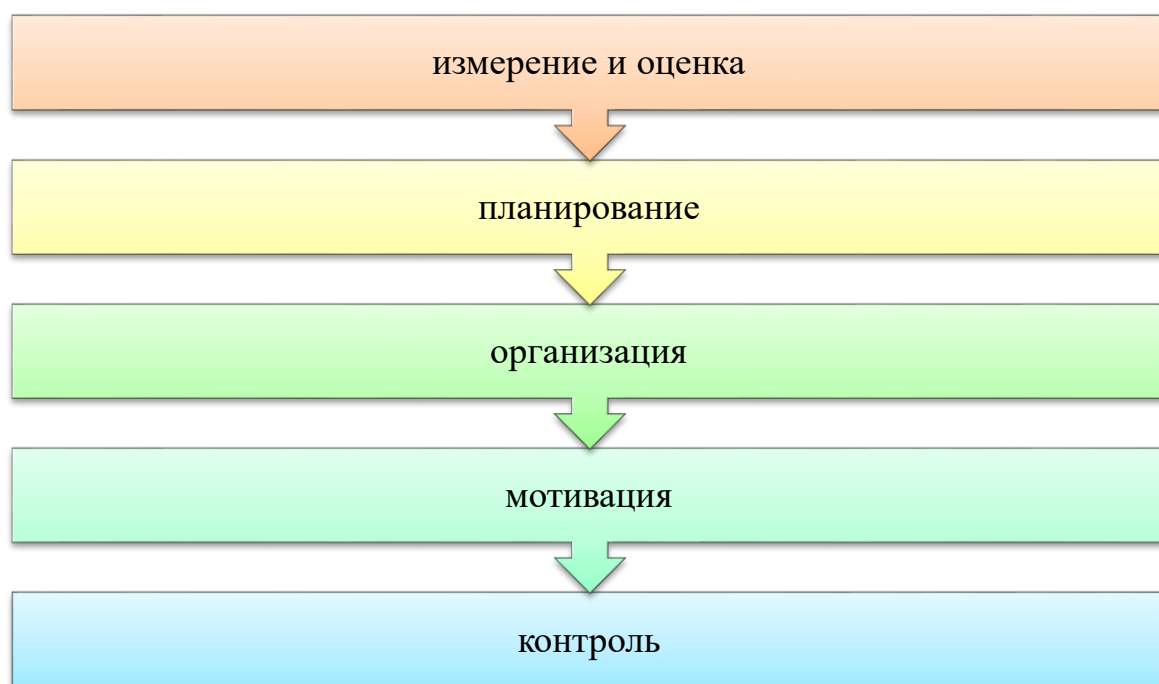 измерение и оценка
планирование
организация
мотивация
контроль